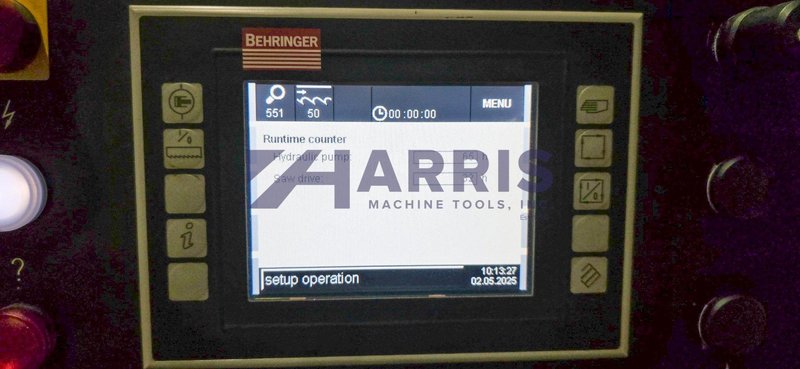 BEHRINGER
551
50
00:00:00
MENU
Runtime counter
Hydraulic pump:
h
Saw drive:
h
HARRIS
MACHINE TOOLS, INC
setup operation
10:13:27
02.05.2025
I/0
i
?